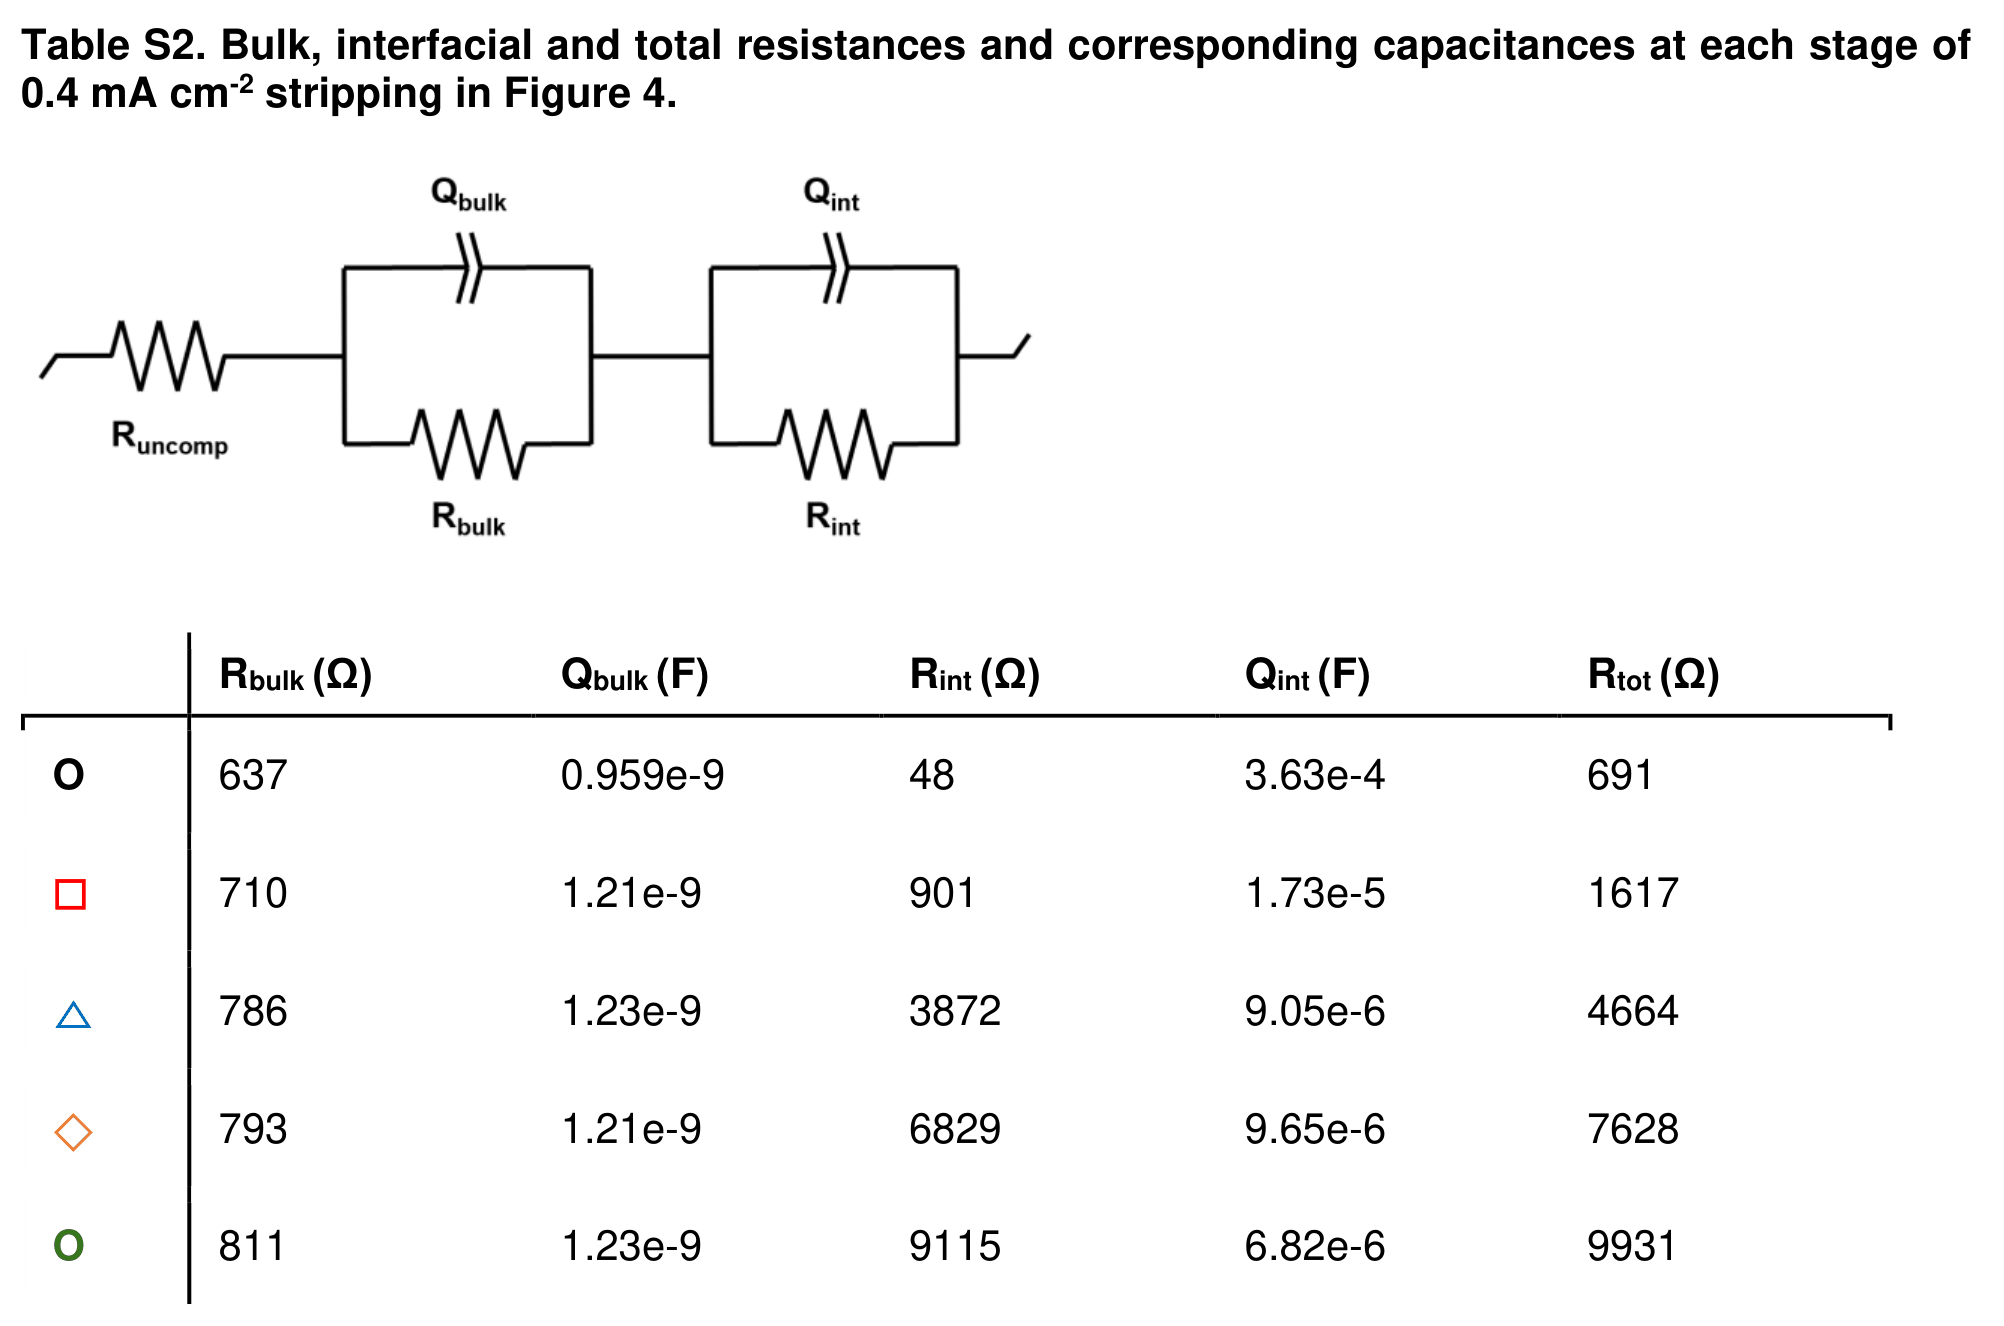 Table S2. Bulk, interfacial and total resistances and corresponding capacitances at each stage of
0.4 mA cm-2 stripping in Figure 4.
Qbulk Qint
Runcomp
Rbulk Rint
Rbulk (Ω) Qbulk (F) Rint (Ω) Qint (F) Rtot (Ω)
O 637 0.959e-9 48 3.63e-4 691
710 1.21e-9 901 1.73e-5 1617
786 1.23e-9 3872 9.05e-6 4664
793 1.21e-9 6829 9.65e-6 7628
O 811 1.23e-9 9115 6.82e-6 9931